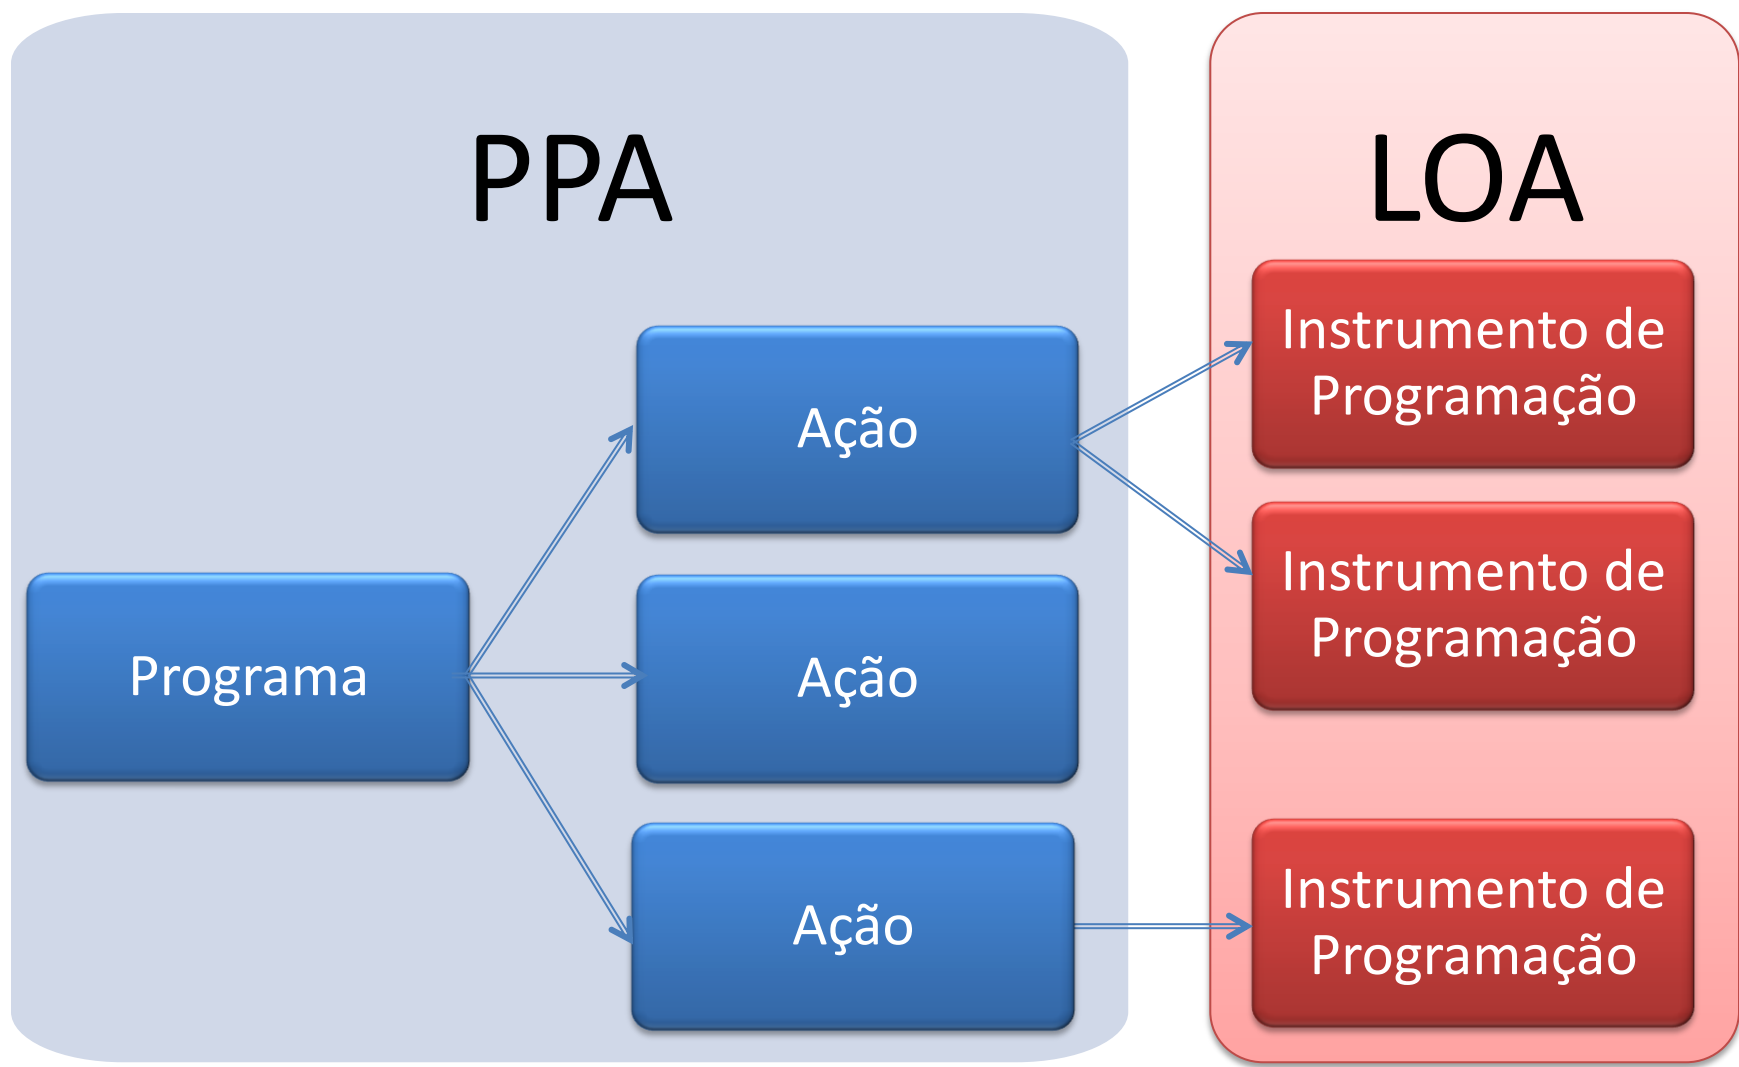 PPA
LOA
Programa
Ação
Ação
Ação
Instrumento de
Programação
Instrumento de
Programação
Instrumento de
Programação